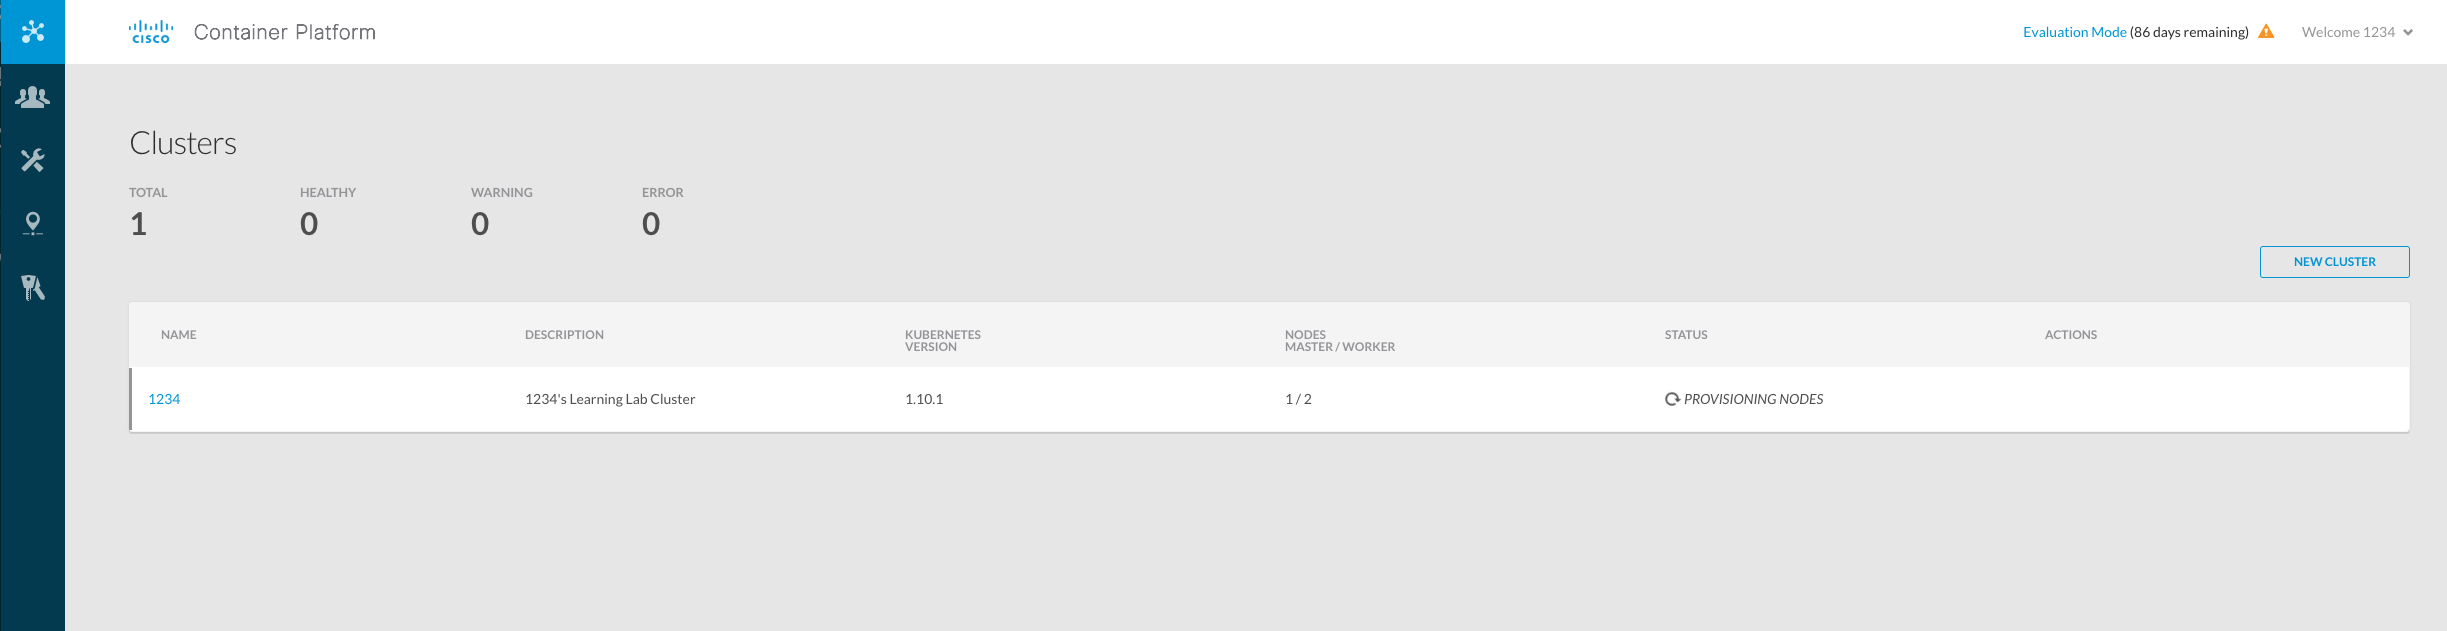 CISCO Container Platform
Evaluation Mode (86 days remaining)
Welcome 1234
Clusters
TOTAL
1
HEALTHY
0
WARNING
0
ERROR
0
NEW CLUSTER
NAME
DESCRIPTION
KUBERNETES
VERSION
NODES
MASTER / WORKER
STATUS
ACTIONS
1234
1234's Learning Lab Cluster
1.10.1
1 / 2
PROVISIONING NODES